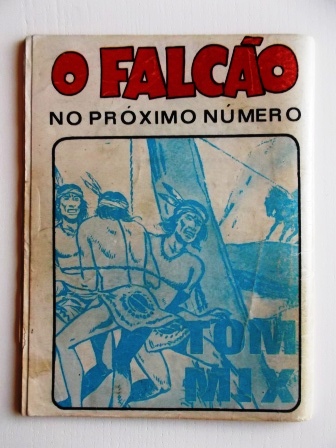 O FALCÃO
NO PRÓXIMO NÚMERO
TOM
MIX